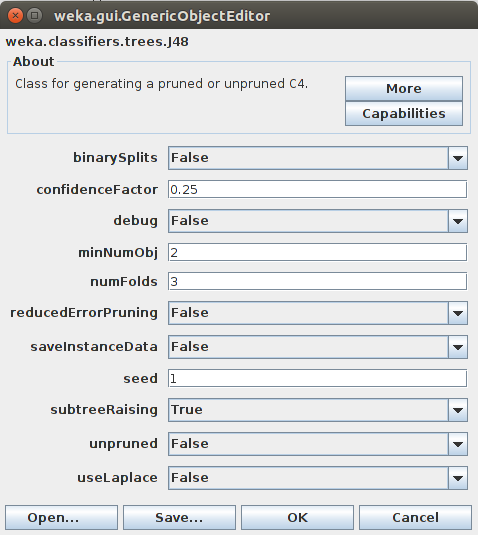 weka.gui.GenericObjectEditor
weka.classifiers.trees.J48
About
Class for generating a pruned or unpruned C4.
More
Capabilities
binarySplits False
confidenceFactor 0.25
debug False
minNumObj 2
numFolds 3
reducedErrorPruning False
saveInstanceData False
seed 1
subtreeRaising True
unpruned False
useLaplace False
Open... Save... OK Cancel